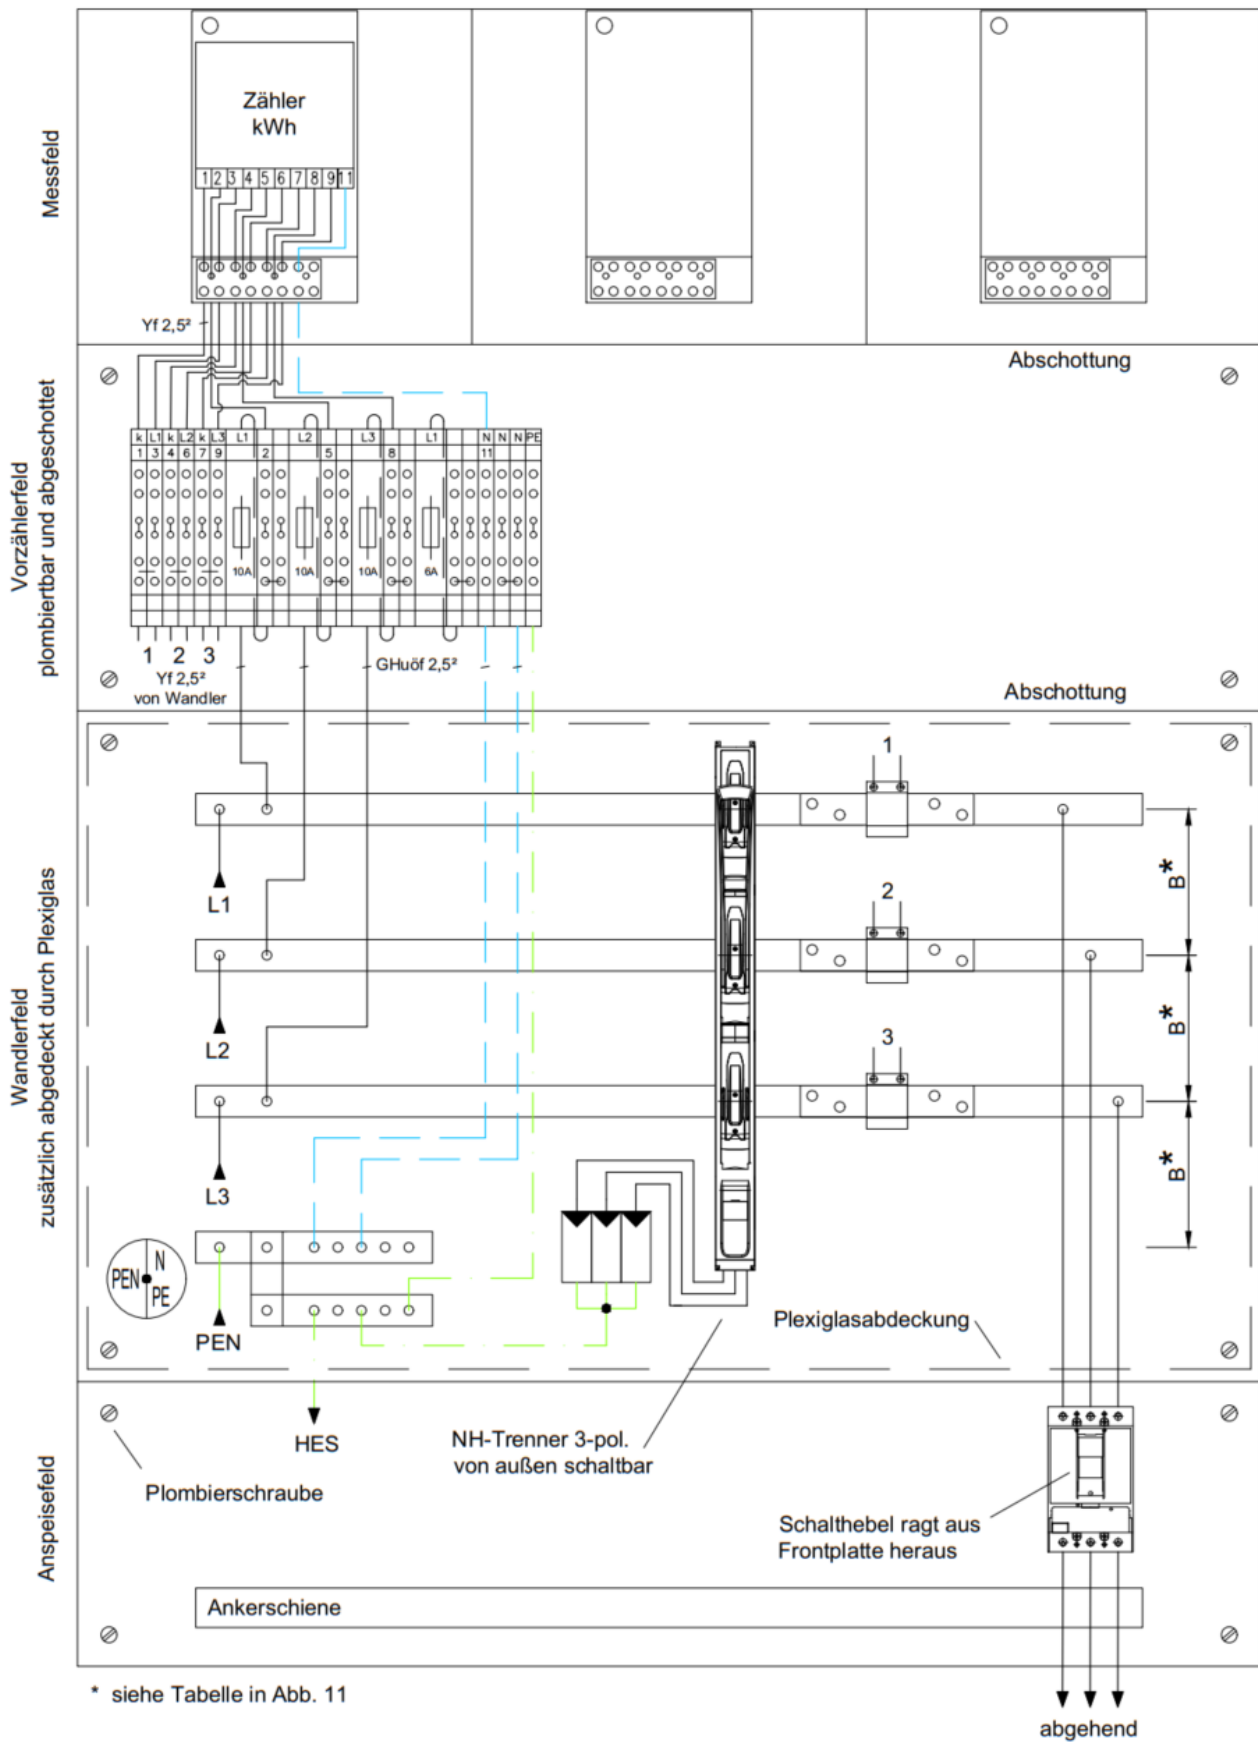 Messfeld
Zähler
kWh
1 2 3 4 5 6 7 8 9 11
Yf 2,5²
Abschottung
Vorzählerfeld
plombiertbar und abgeschottet
k L1 k L2 k L3 L1 L2 L3 L1 N N N PE
1 3 4 6 7 9 2 5 8 11
10A 10A 10A 6A
1 2 3
Yf 2,5²
von Wandler
GHuöf 2,5²
Abschottung
Wandlerfeld
zusätzlich abgedeckt durch Plexiglas
1
L1
B*
2
L2
B*
3
L3
B*
PEN
N
PE
PEN
Plexiglasabdeckung
Anspeisefeld
HES
NH-Trenner 3-pol.
von außen schaltbar
Plombierschraube
Schalthebel ragt aus
Frontplatte heraus
Ankerschiene
* siehe Tabelle in Abb. 11
abgehend